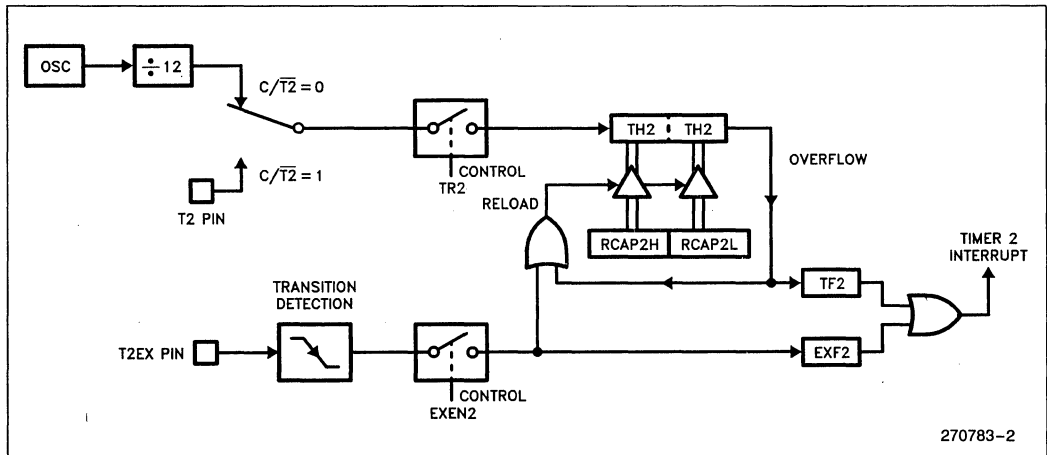 OSC
÷ 12
C/T2̅ = 0
C/T2̅ = 1
T2 PIN
CONTROL
TR2
TH2 TH2
OVERFLOW
RELOAD
RCAP2H RCAP2L
TIMER 2
INTERRUPT
TRANSITION
DETECTION
TF2
T2EX PIN
EXF2
CONTROL
EXEN2
270783-2